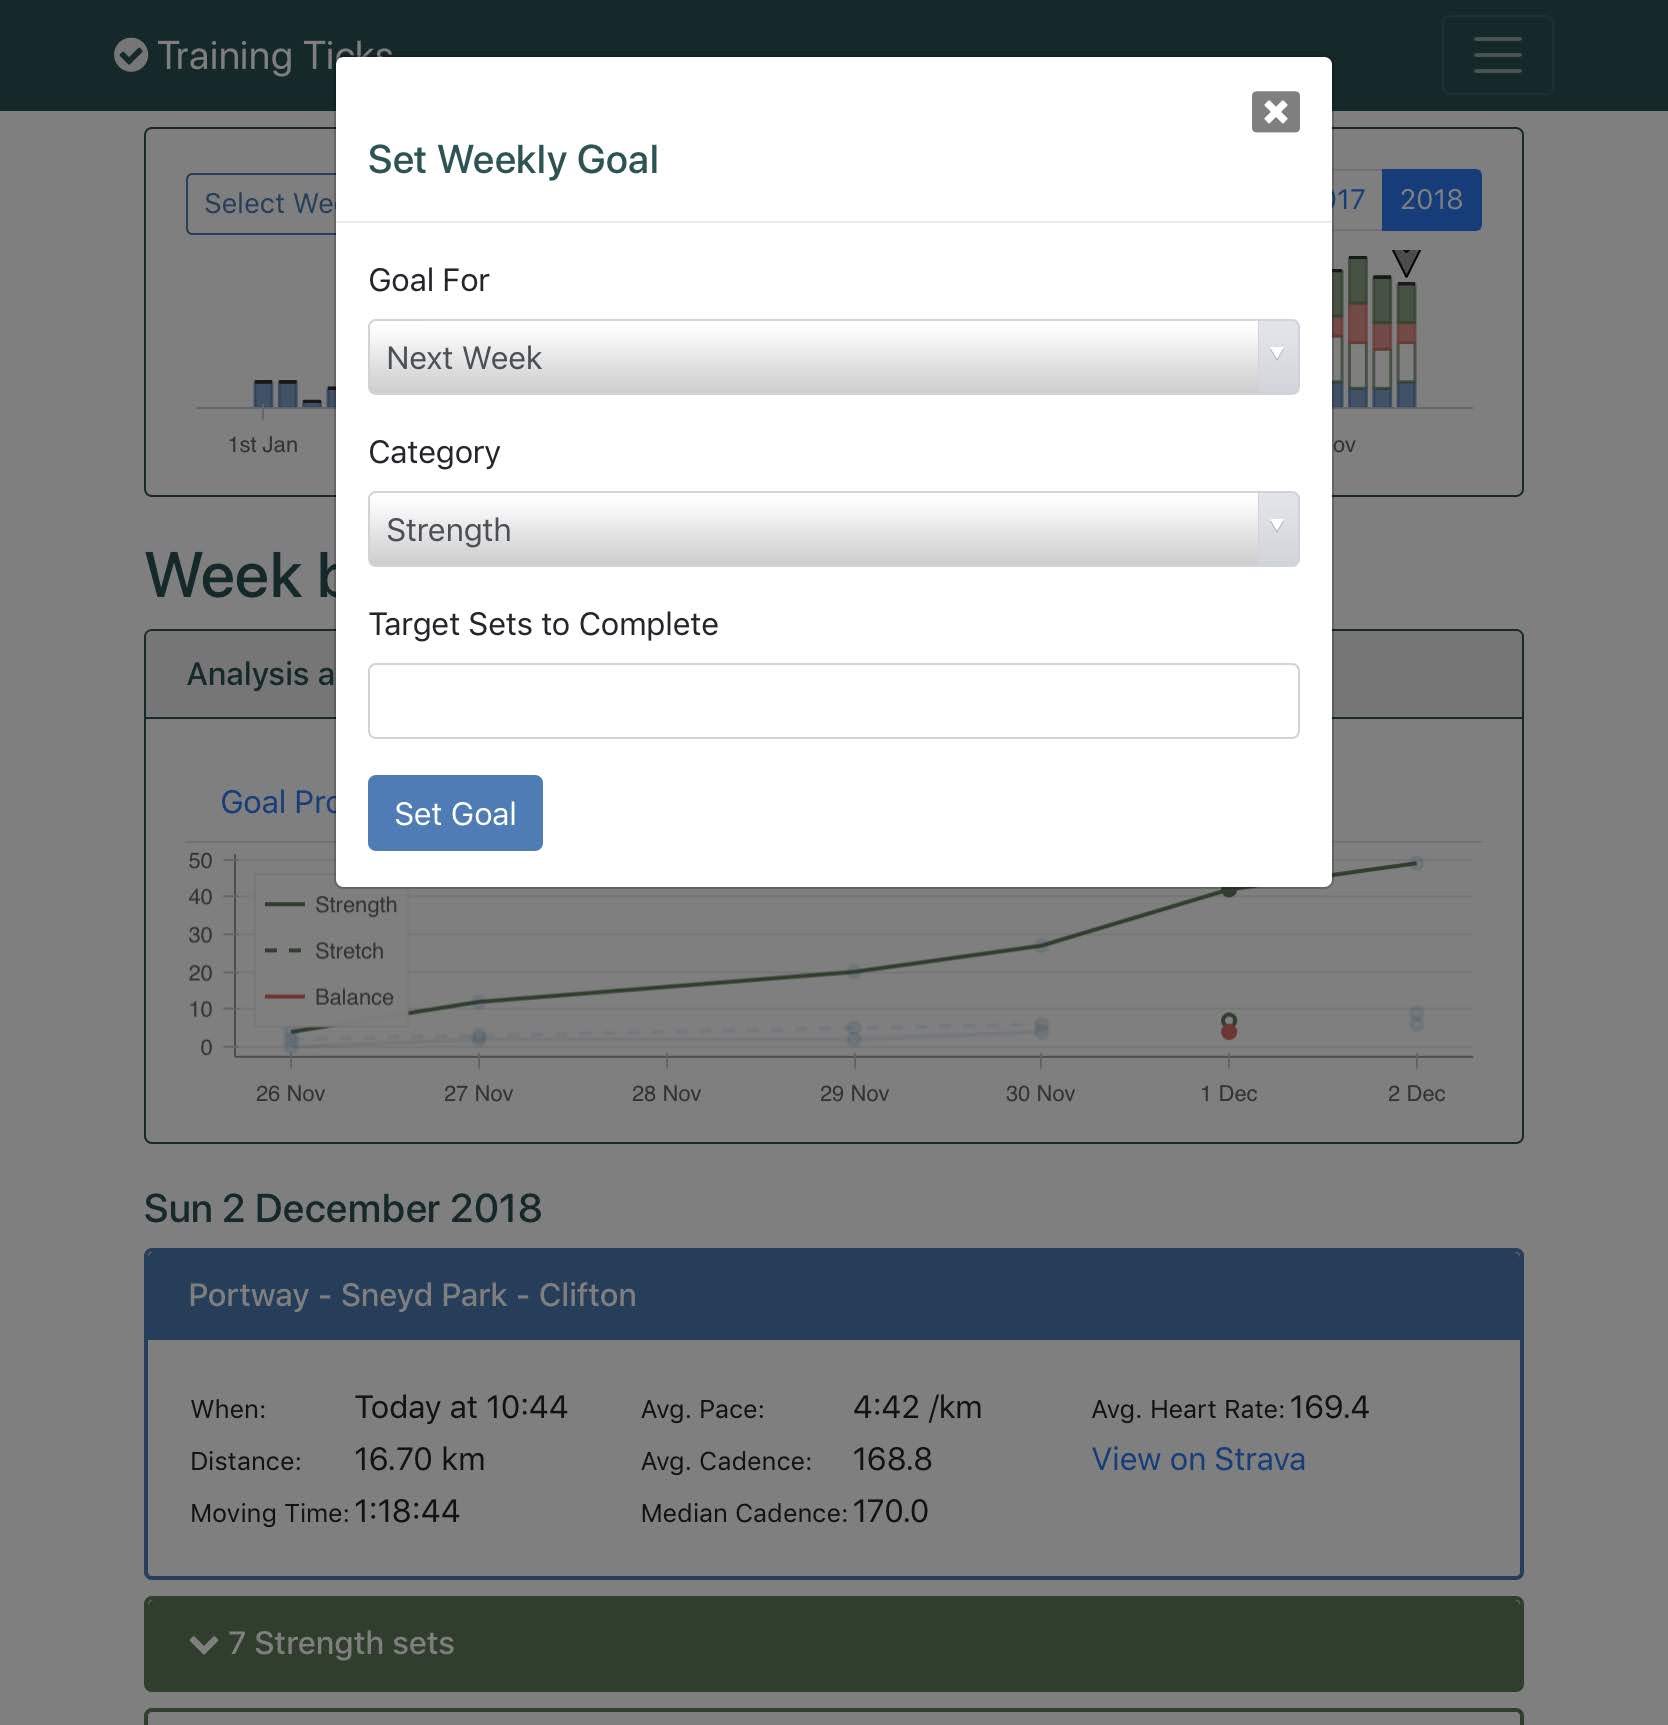 Training Ticks
Set Weekly Goal
Select We
17
2018
Goal For
Next Week
1st Jan
ov
Category
Strength
Week b
Target Sets to Complete
Analysis a
Set Goal
Goal Pro
50
40
30
20
10
0
Strength
Stretch
Balance
26 Nov
27 Nov
28 Nov
29 Nov
30 Nov
1 Dec
2 Dec
Sun 2 December 2018
Portway - Sneyd Park - Clifton
When: Today at 10:44
Distance: 16.70 km
Moving Time: 1:18:44
Avg. Pace: 4:42 /km
Avg. Cadence: 168.8
Median Cadence: 170.0
Avg. Heart Rate: 169.4
View on Strava
7 Strength sets